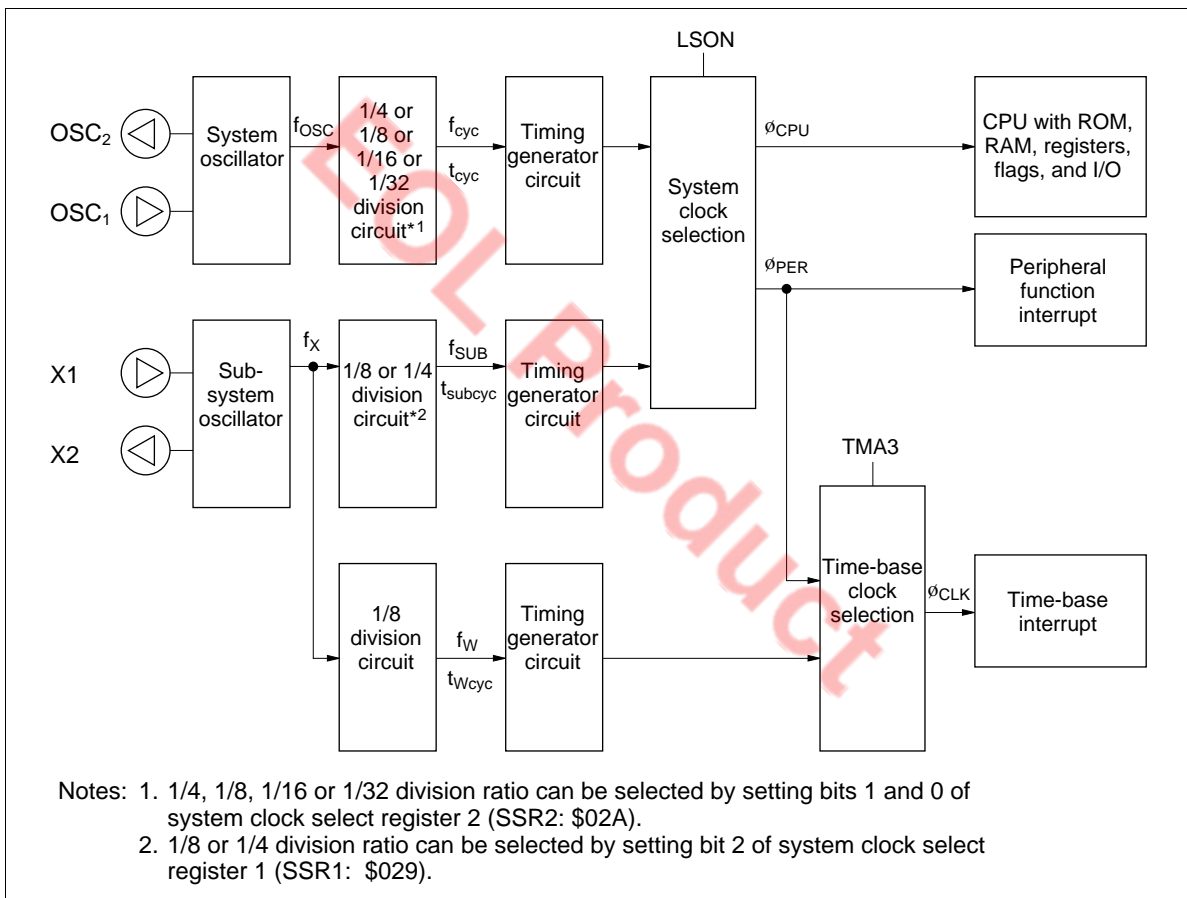 LSON
OSC2
OSC1
System
oscillator
fOSC
1/4 or
1/8 or
1/16 or
1/32
division
circuit*1
fcyc
tcyc
Timing
generator
circuit
System
clock
selection
øCPU
CPU with ROM,
RAM, registers,
flags, and I/O
øPER
Peripheral
function
interrupt
X1
X2
Sub-
system
oscillator
fX
1/8 or 1/4
division
circuit*2
fSUB
tsubcyc
Timing
generator
circuit
TMA3
1/8
division
circuit
fW
tWcyc
Timing
generator
circuit
Time-base
clock
selection
øCLK
Time-base
interrupt
EOL Product
Notes: 1. 1/4, 1/8, 1/16 or 1/32 division ratio can be selected by setting bits 1 and 0 of
system clock select register 2 (SSR2: $02A).
2. 1/8 or 1/4 division ratio can be selected by setting bit 2 of system clock select
register 1 (SSR1: $029).